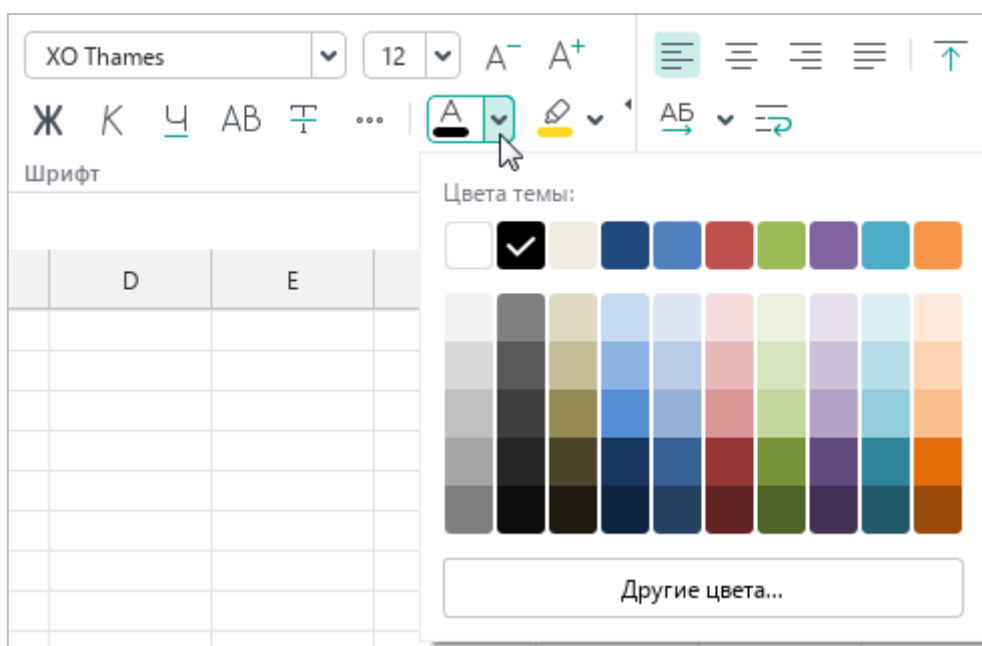 XO Thames 12 A⁻ A⁺
Ж К Ч АВ Т ... А АБ
Шрифт
Цвета темы:
D E
Другие цвета...